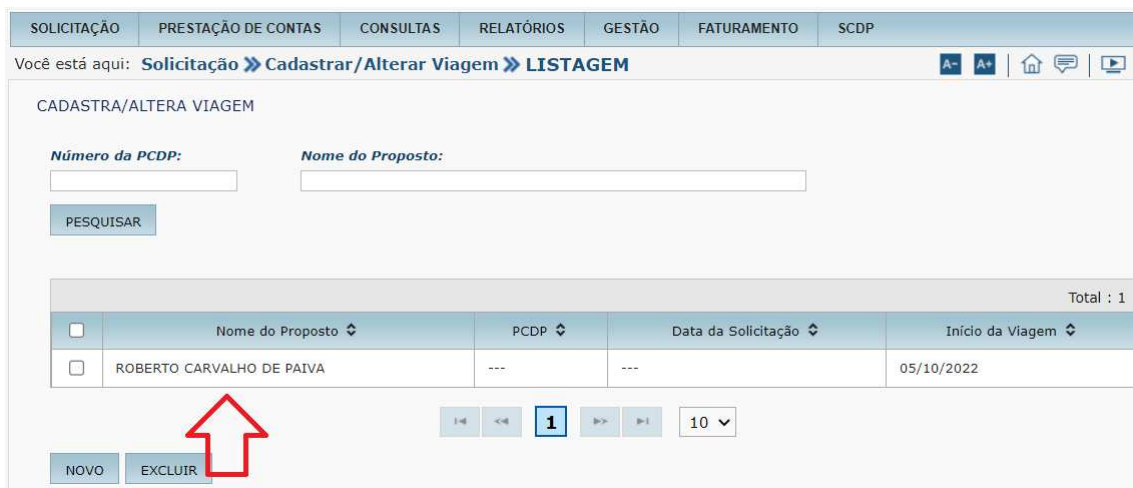 SOLICITAÇÃO PRESTAÇÃO DE CONTAS CONSULTAS RELATÓRIOS GESTÃO FATURAMENTO SCDP
Você está aqui: Solicitação Cadastrar/Alterar Viagem LISTAGEM A- A+
CADASTRA/ALTERA VIAGEM
Número da PCDP: Nome do Proposto:
PESQUISAR
Total : 1
Nome do Proposto PCDP Data da Solicitação Início da Viagem
ROBERTO CARVALHO DE PAIVA --- --- 05/10/2022
1 10
NOVO EXCLUIR